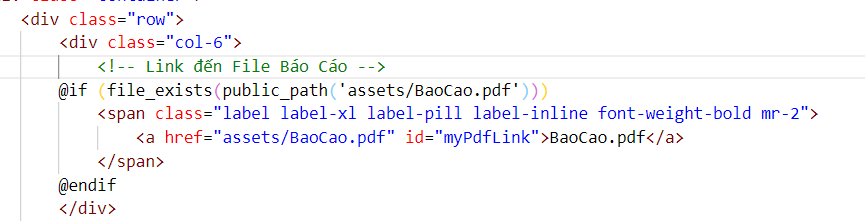 <div class="row">
<div class="col-6">
<!-- Link đến File Báo Cáo -->
@if (file_exists(public_path('assets/BaoCao.pdf')))
<span class="label label-xl label-pill label-inline font-weight-bold mr-2">
<a href="assets/BaoCao.pdf" id="myPdfLink">BaoCao.pdf</a>
</span>
@endif
</div>